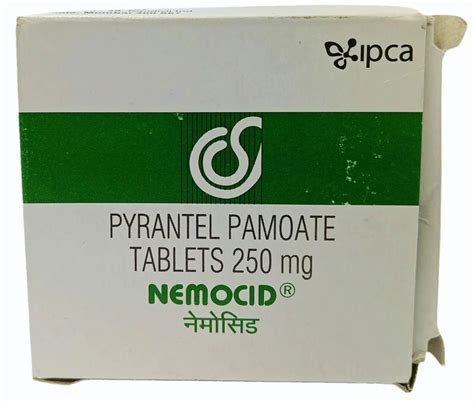 ipca
PYRANTEL PAMOATE
TABLETS 250 mg
NEMOCID®
नेमोसिड